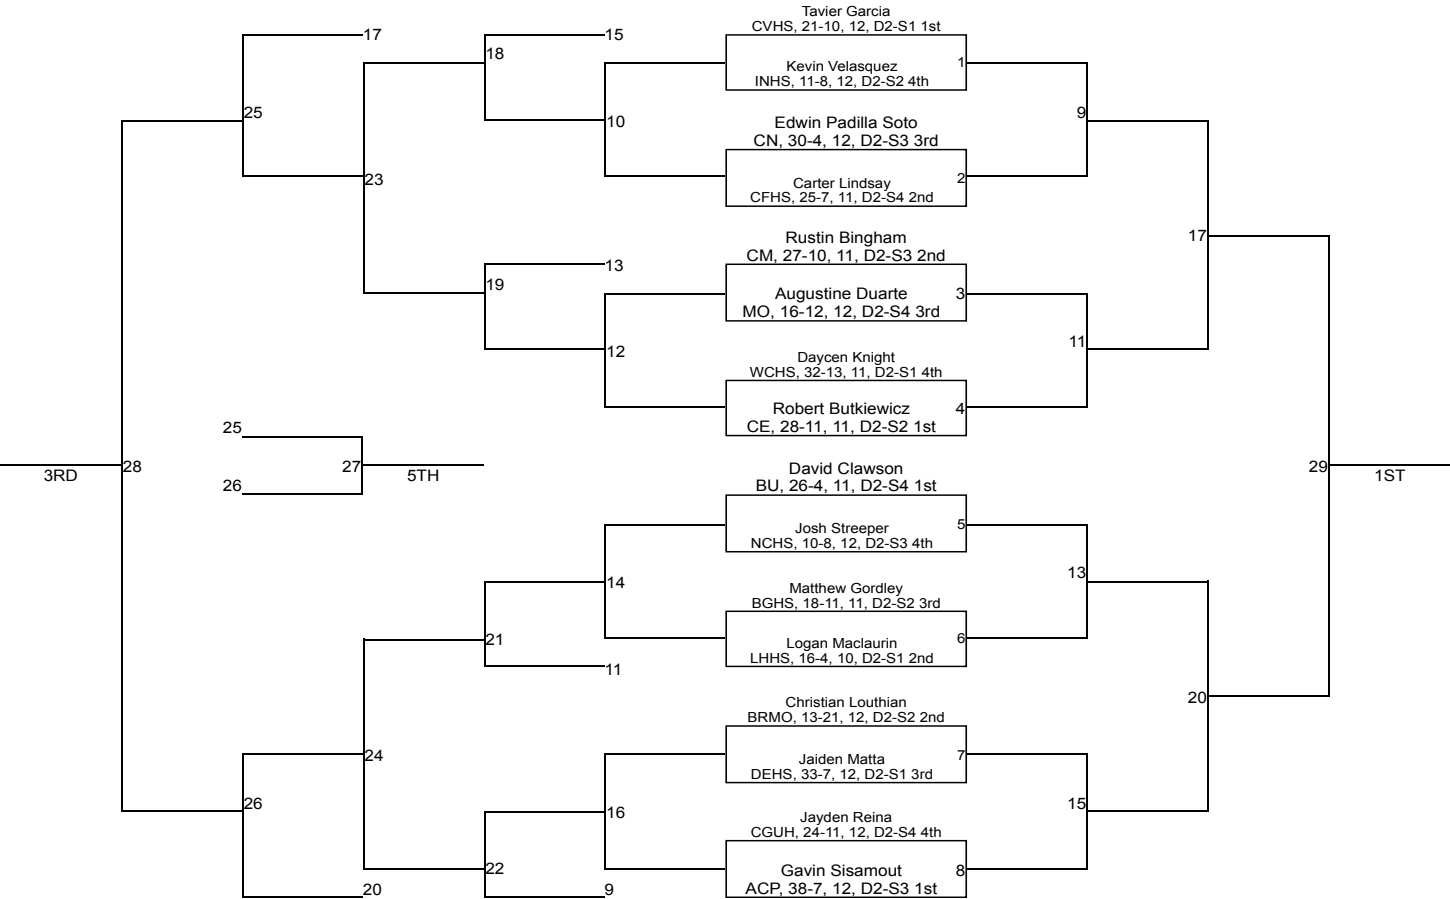 17
15
18
25
10
23
13
19
12
25
28
27
5TH
3RD
26
14
21
11
24
26
16
22
20
9
Tavier Garcia
CVHS, 21-10, 12, D2-S1 1st
Kevin Velasquez
1
INHS, 11-8, 12, D2-S2 4th
Edwin Padilla Soto
CN, 30-4, 12, D2-S3 3rd
Carter Lindsay
2
CFHS, 25-7, 11, D2-S4 2nd
Rustin Bingham
CM, 27-10, 11, D2-S3 2nd
Augustine Duarte
3
MO, 16-12, 12, D2-S4 3rd
Daycen Knight
WCHS, 32-13, 11, D2-S1 4th
Robert Butkiewicz
4
CE, 28-11, 11, D2-S2 1st
David Clawson
BU, 26-4, 11, D2-S4 1st
Josh Streeper
5
NCHS, 10-8, 12, D2-S3 4th
Matthew Gordley
BGHS, 18-11, 11, D2-S2 3rd
Logan Maclaurin
6
LHHS, 16-4, 10, D2-S1 2nd
Christian Louthian
BRMO, 13-21, 12, D2-S2 2nd
Jaiden Matta
7
DEHS, 33-7, 12, D2-S1 3rd
Jayden Reina
CGUH, 24-11, 12, D2-S4 4th
Gavin Sisamout
8
ACP, 38-7, 12, D2-S3 1st
9
17
11
29
1ST
13
20
15